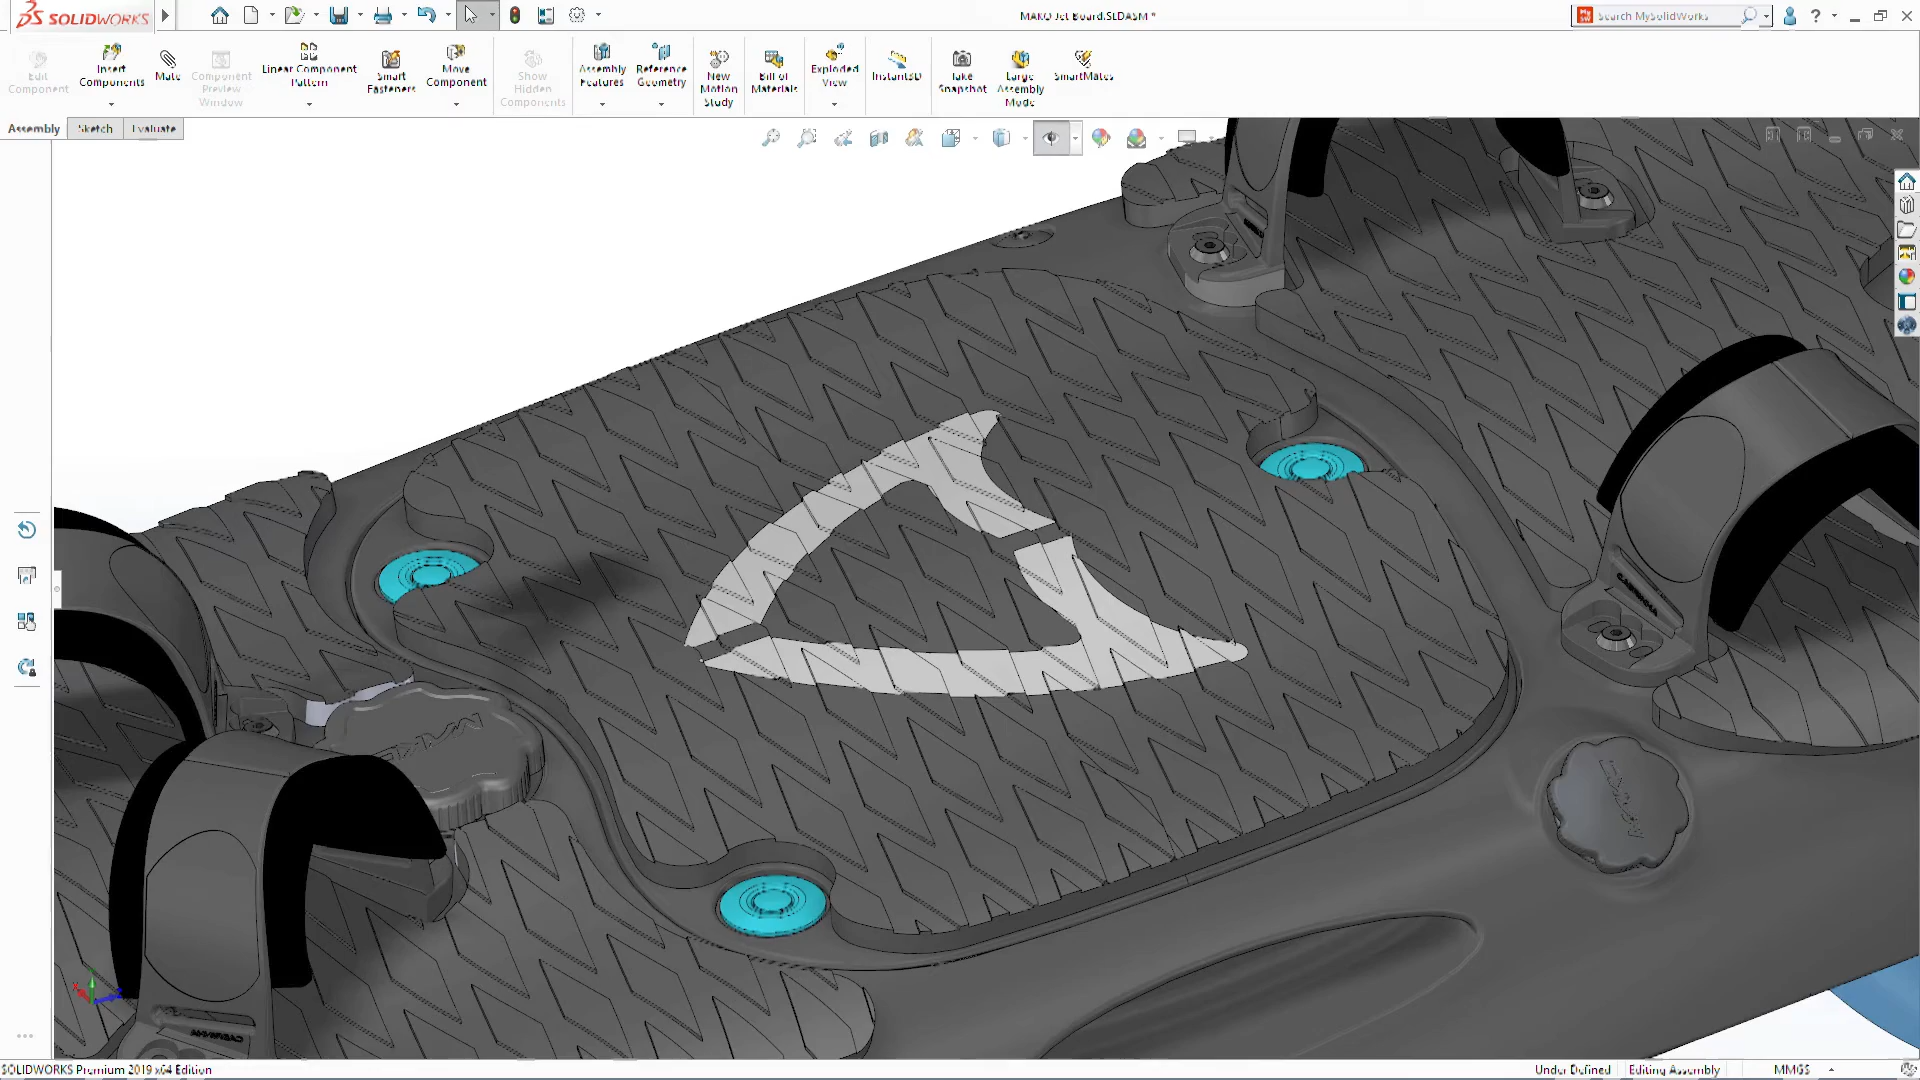 SOLIDWORKS
MAKO Jet Board.SLDASM *
Search MySolidWorks
?
Edit Component
Insert Components
Mate
Component Preview Window
Linear Component Pattern
Smart Fasteners
Move Component
Show Hidden Components
Assembly Features
Reference Geometry
New Motion Study
Bill of Materials
Exploded View
Instant3D
Take Snapshot
Large Assembly Mode
SmartMates
Assembly
Sketch
Evaluate
SOLIDWORKS Premium 2019 x64 Edition
Under Defined
Editing Assembly
MMGS